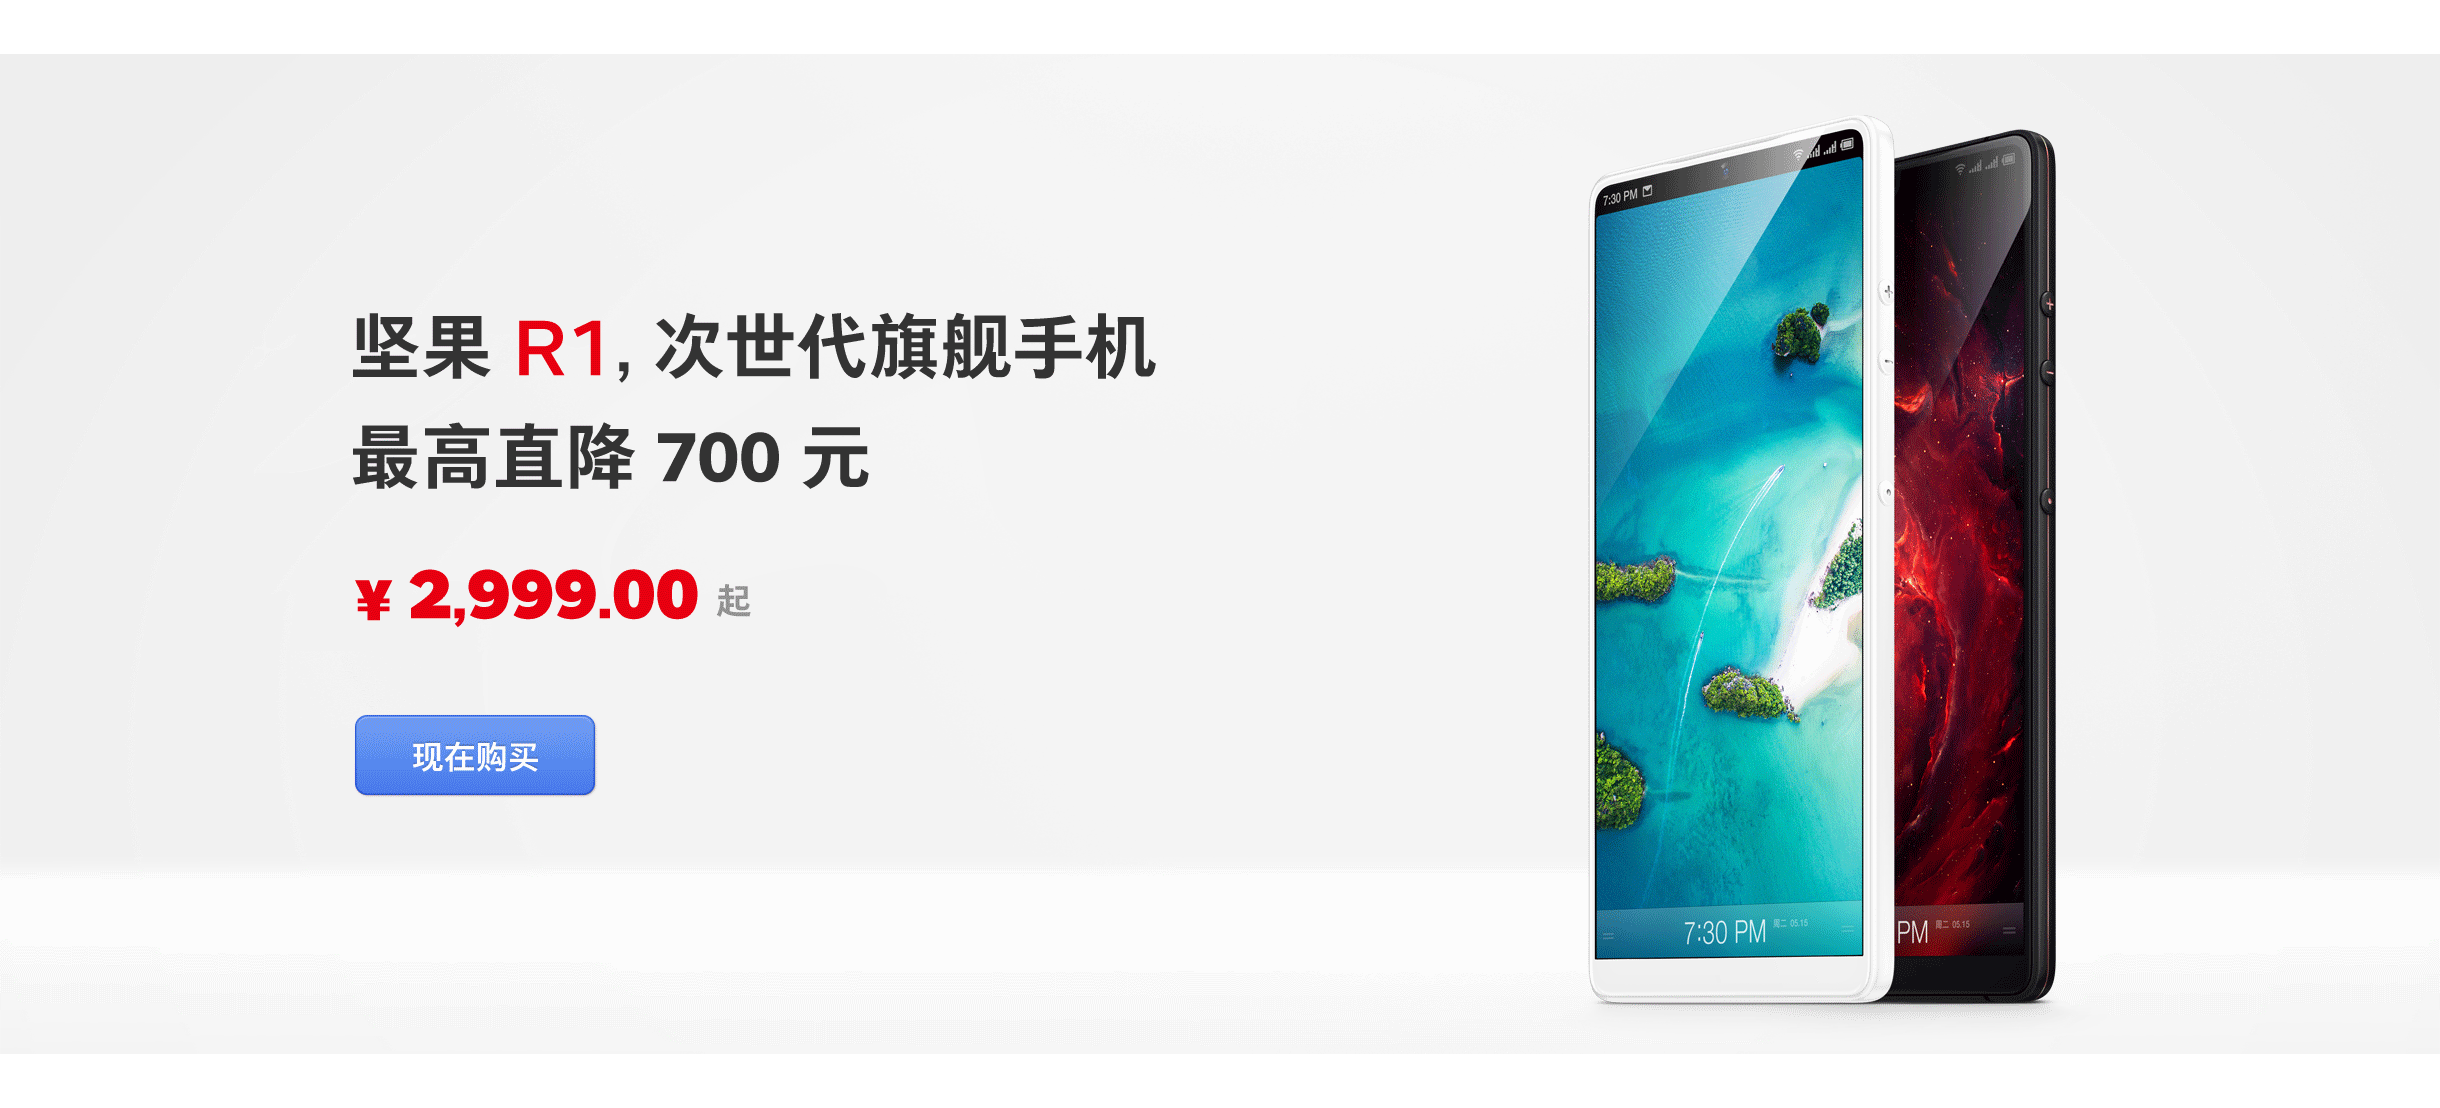 坚果 R1, 次世代旗舰手机
最高直降 700 元
¥ 2,999.00 起
现在购买
7:30 PM
7:30 PM 周二 05.15
PM 周二 05.15